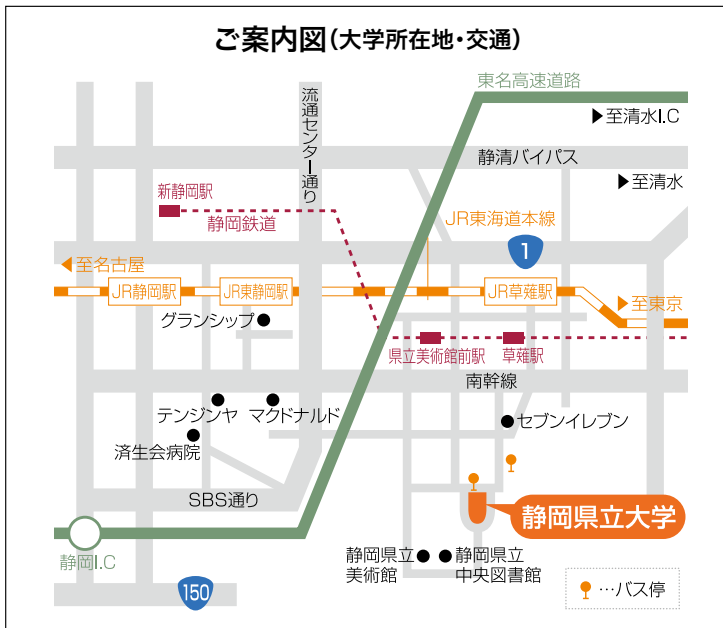 ご案内図(大学所在地・交通)
東名高速道路
流通センター通り
▶至清水I.C
静清バイパス
▶至清水
新静岡駅
静岡鉄道
JR東海道本線
1
◀至名古屋
JR静岡駅
JR東静岡駅
JR草薙駅
▶至東京
グランシップ
県立美術館前駅
草薙駅
南幹線
テンジンヤ
マクドナルド
セブンイレブン
済生会病院
SBS通り
静岡県立大学
静岡I.C
静岡県立
美術館
静岡県立
中央図書館
150
…バス停